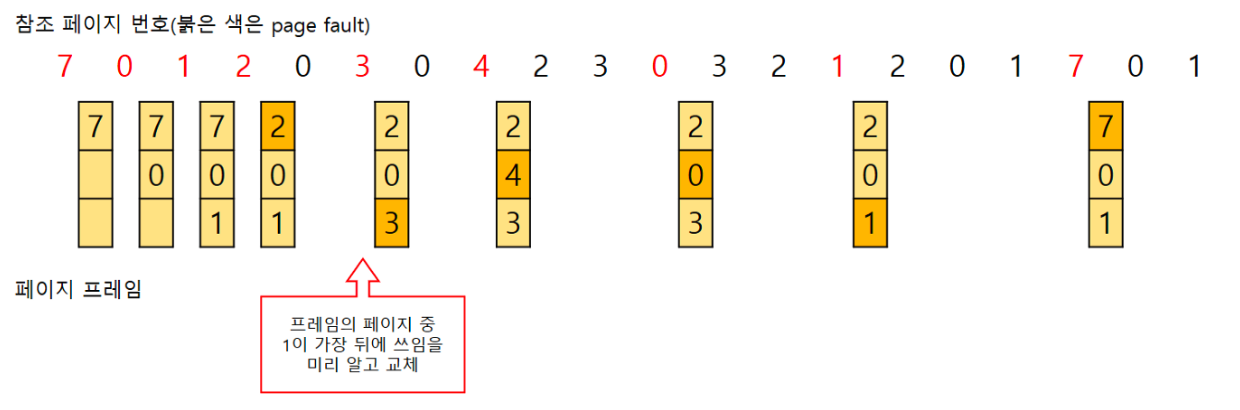 참조 페이지 번호(붉은 색은 page fault)
7 0 1 2 0 3 0 4 2 3 0 3 2 1 2 0 1 7 0 1
7 7 7 2 2 2 2 2 7
0 0 0 0 4 0 0 0
1 1 3 3 3 1 1
페이지 프레임
프레임의 페이지 중
1이 가장 뒤에 쓰임을
미리 알고 교체